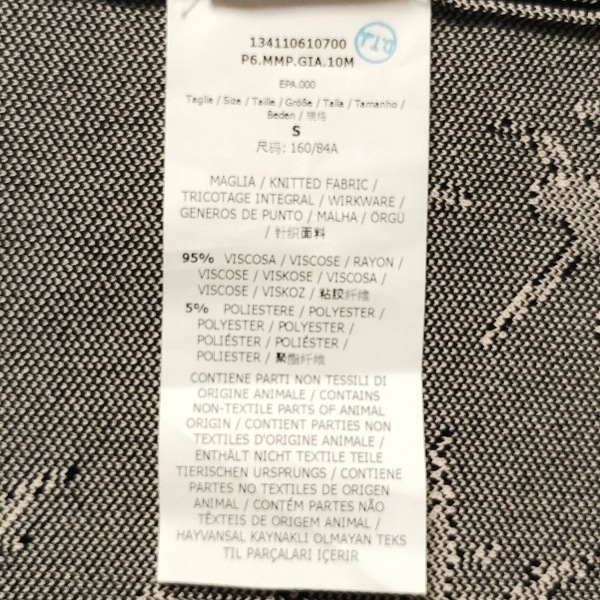 134110610700
P6.MMP.GIA.10M
EPA.000
Taglia / Size / Taille / Größe / Talla / Tamanho /
Beden / 规格
S
尺码: 160/84A
MAGLIA / KNITTED FABRIC /
TRICOTAGE INTEGRAL / WIRKWARE /
GENEROS DE PUNTO / MALHA / ÖRGÜ
/ 针织面料
95% VISCOSA / VISCOSE / RAYON /
VISCOSE / VISKOSE / VISCOSA /
VISCOSE / VISKOZ / 粘胶纤维
5% POLIESTERE / POLYESTER /
POLYESTER / POLYESTER /
POLIÉSTER / POLIÉSTER /
POLIESTER / 聚酯纤维
CONTIENE PARTI NON TESSILI DI
ORIGINE ANIMALE / CONTAINS
NON-TEXTILE PARTS OF ANIMAL
ORIGIN / CONTIENT PARTIES NON
TEXTILES D'ORIGINE ANIMALE /
ENTHÄLT NICHT TEXTILE TEILE
TIERISCHEN URSPRUNGS / CONTIENE
PARTES NO TEXTILES DE ORIGEN
ANIMAL / CONTÉM PARTES NÃO
TÊXTEIS DE ORIGEM ANIMAL /
HAYVANSAL KAYNAKLI OLMAYAN TEKS
TIL PARÇALARI IÇERIR